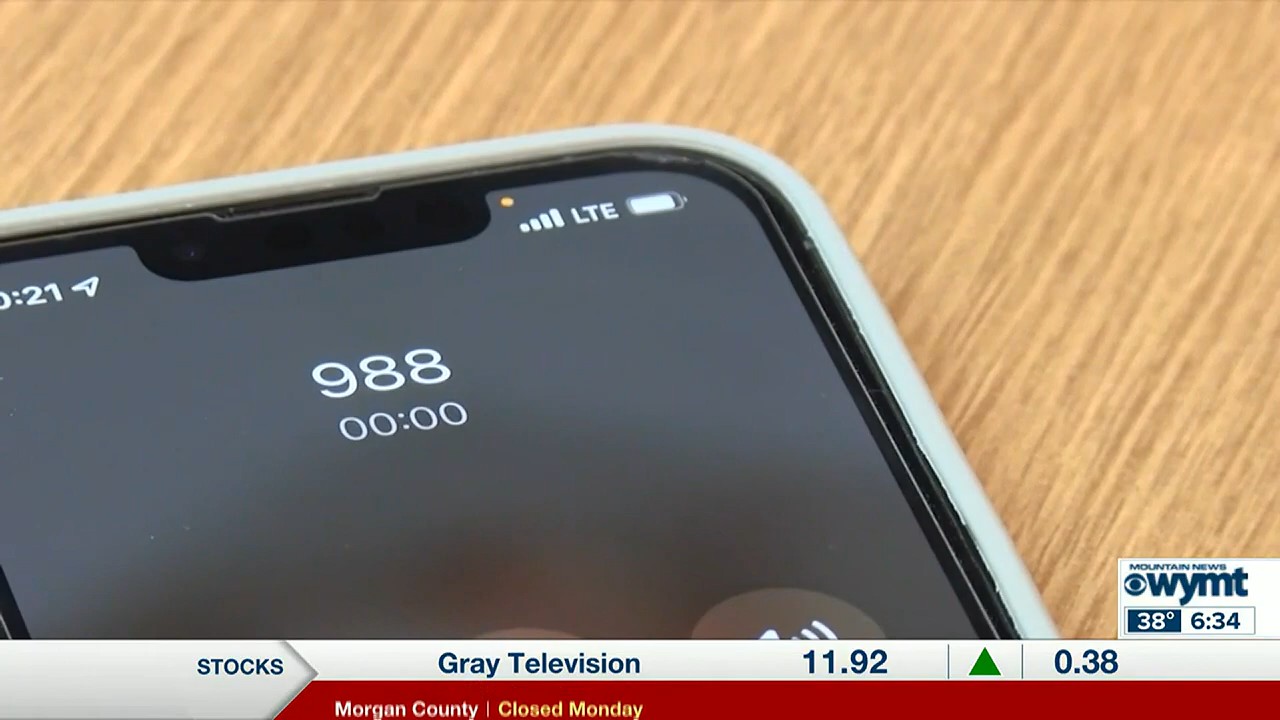 LTE
:21
988
00:00
MOUNTAIN NEWS
wymt
38° 6:34
STOCKS Gray Television 11.92 0.38
Morgan County | Closed Monday